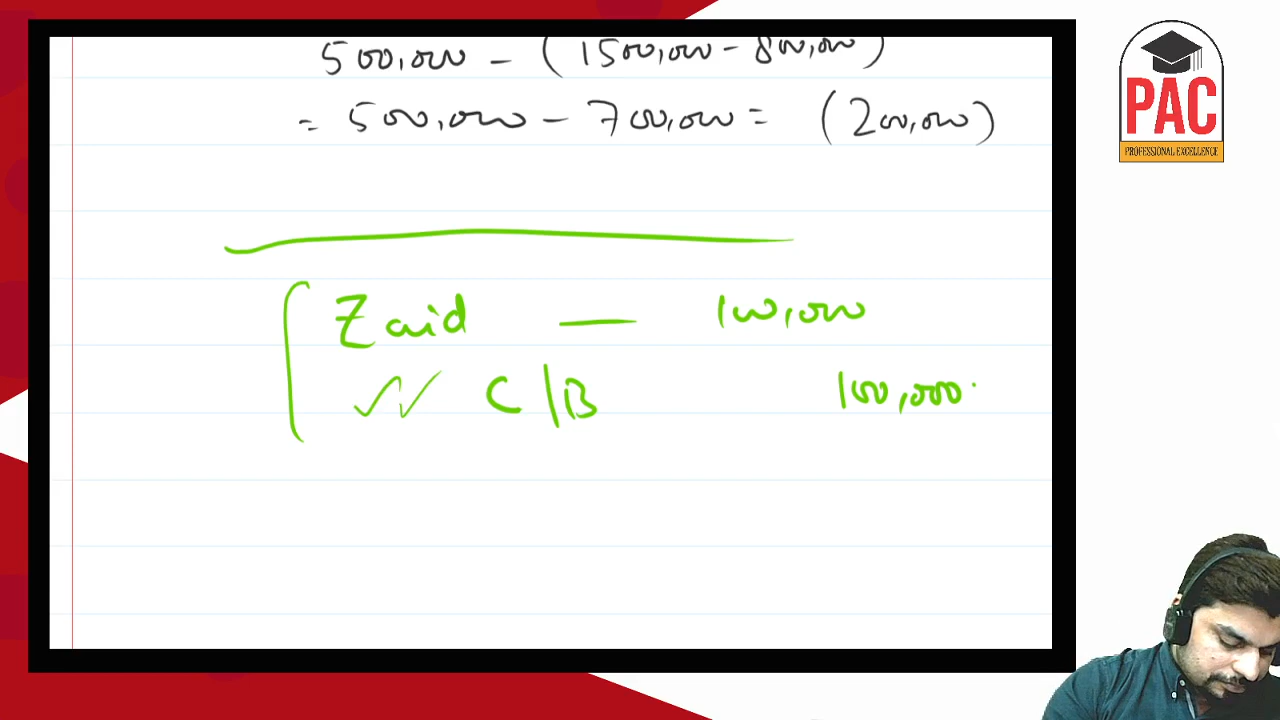 500,000 - (1500,000 - 800,000)
= 500,000 - 700,000 = (200,000)
Zaid — 100,000
C/B 100,000
PAC
PROFESSIONAL EXCELLENCE